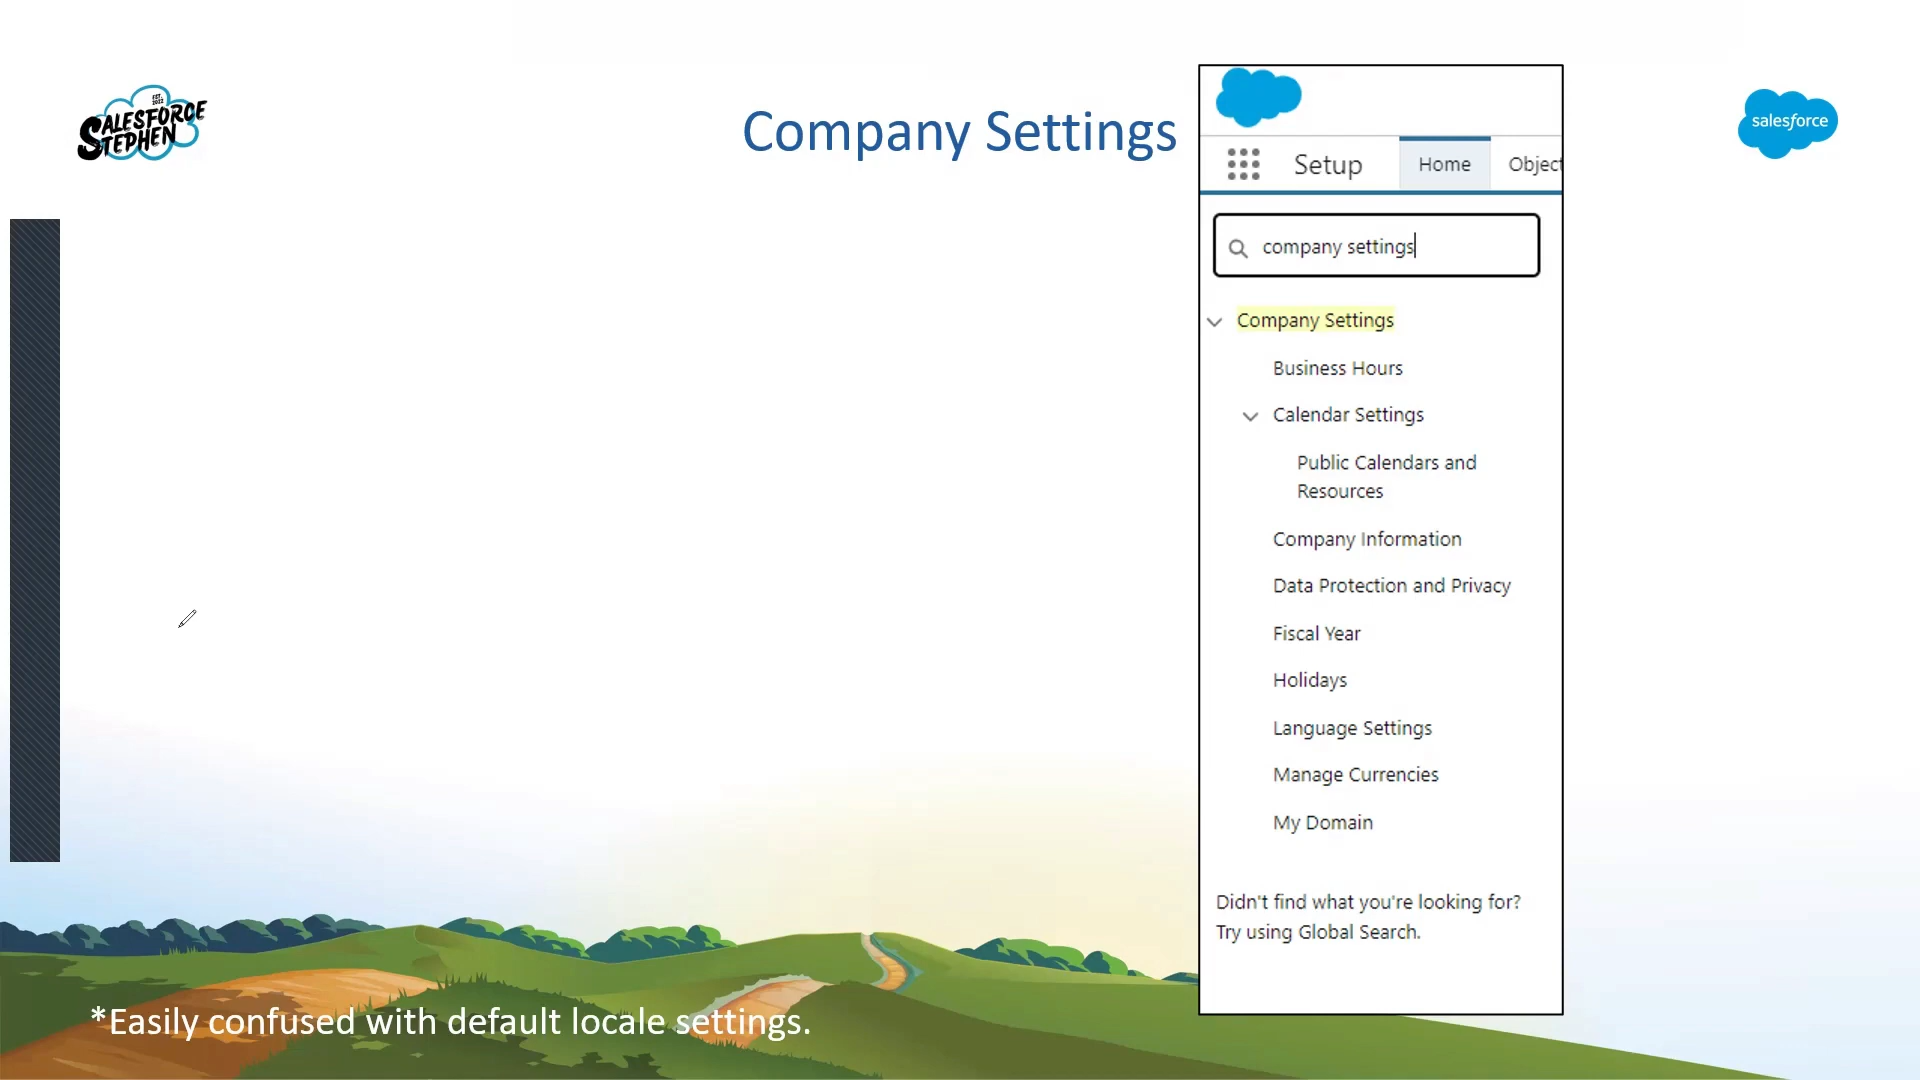 EST.
2022
SALESFORCE
STEPHEN
Company Settings
salesforce
Setup
Home
Object
company settings
Company Settings
Business Hours
Calendar Settings
Public Calendars and
Resources
Company Information
Data Protection and Privacy
Fiscal Year
Holidays
Language Settings
Manage Currencies
My Domain
Didn't find what you're looking for?
Try using Global Search.
*Easily confused with default locale settings.